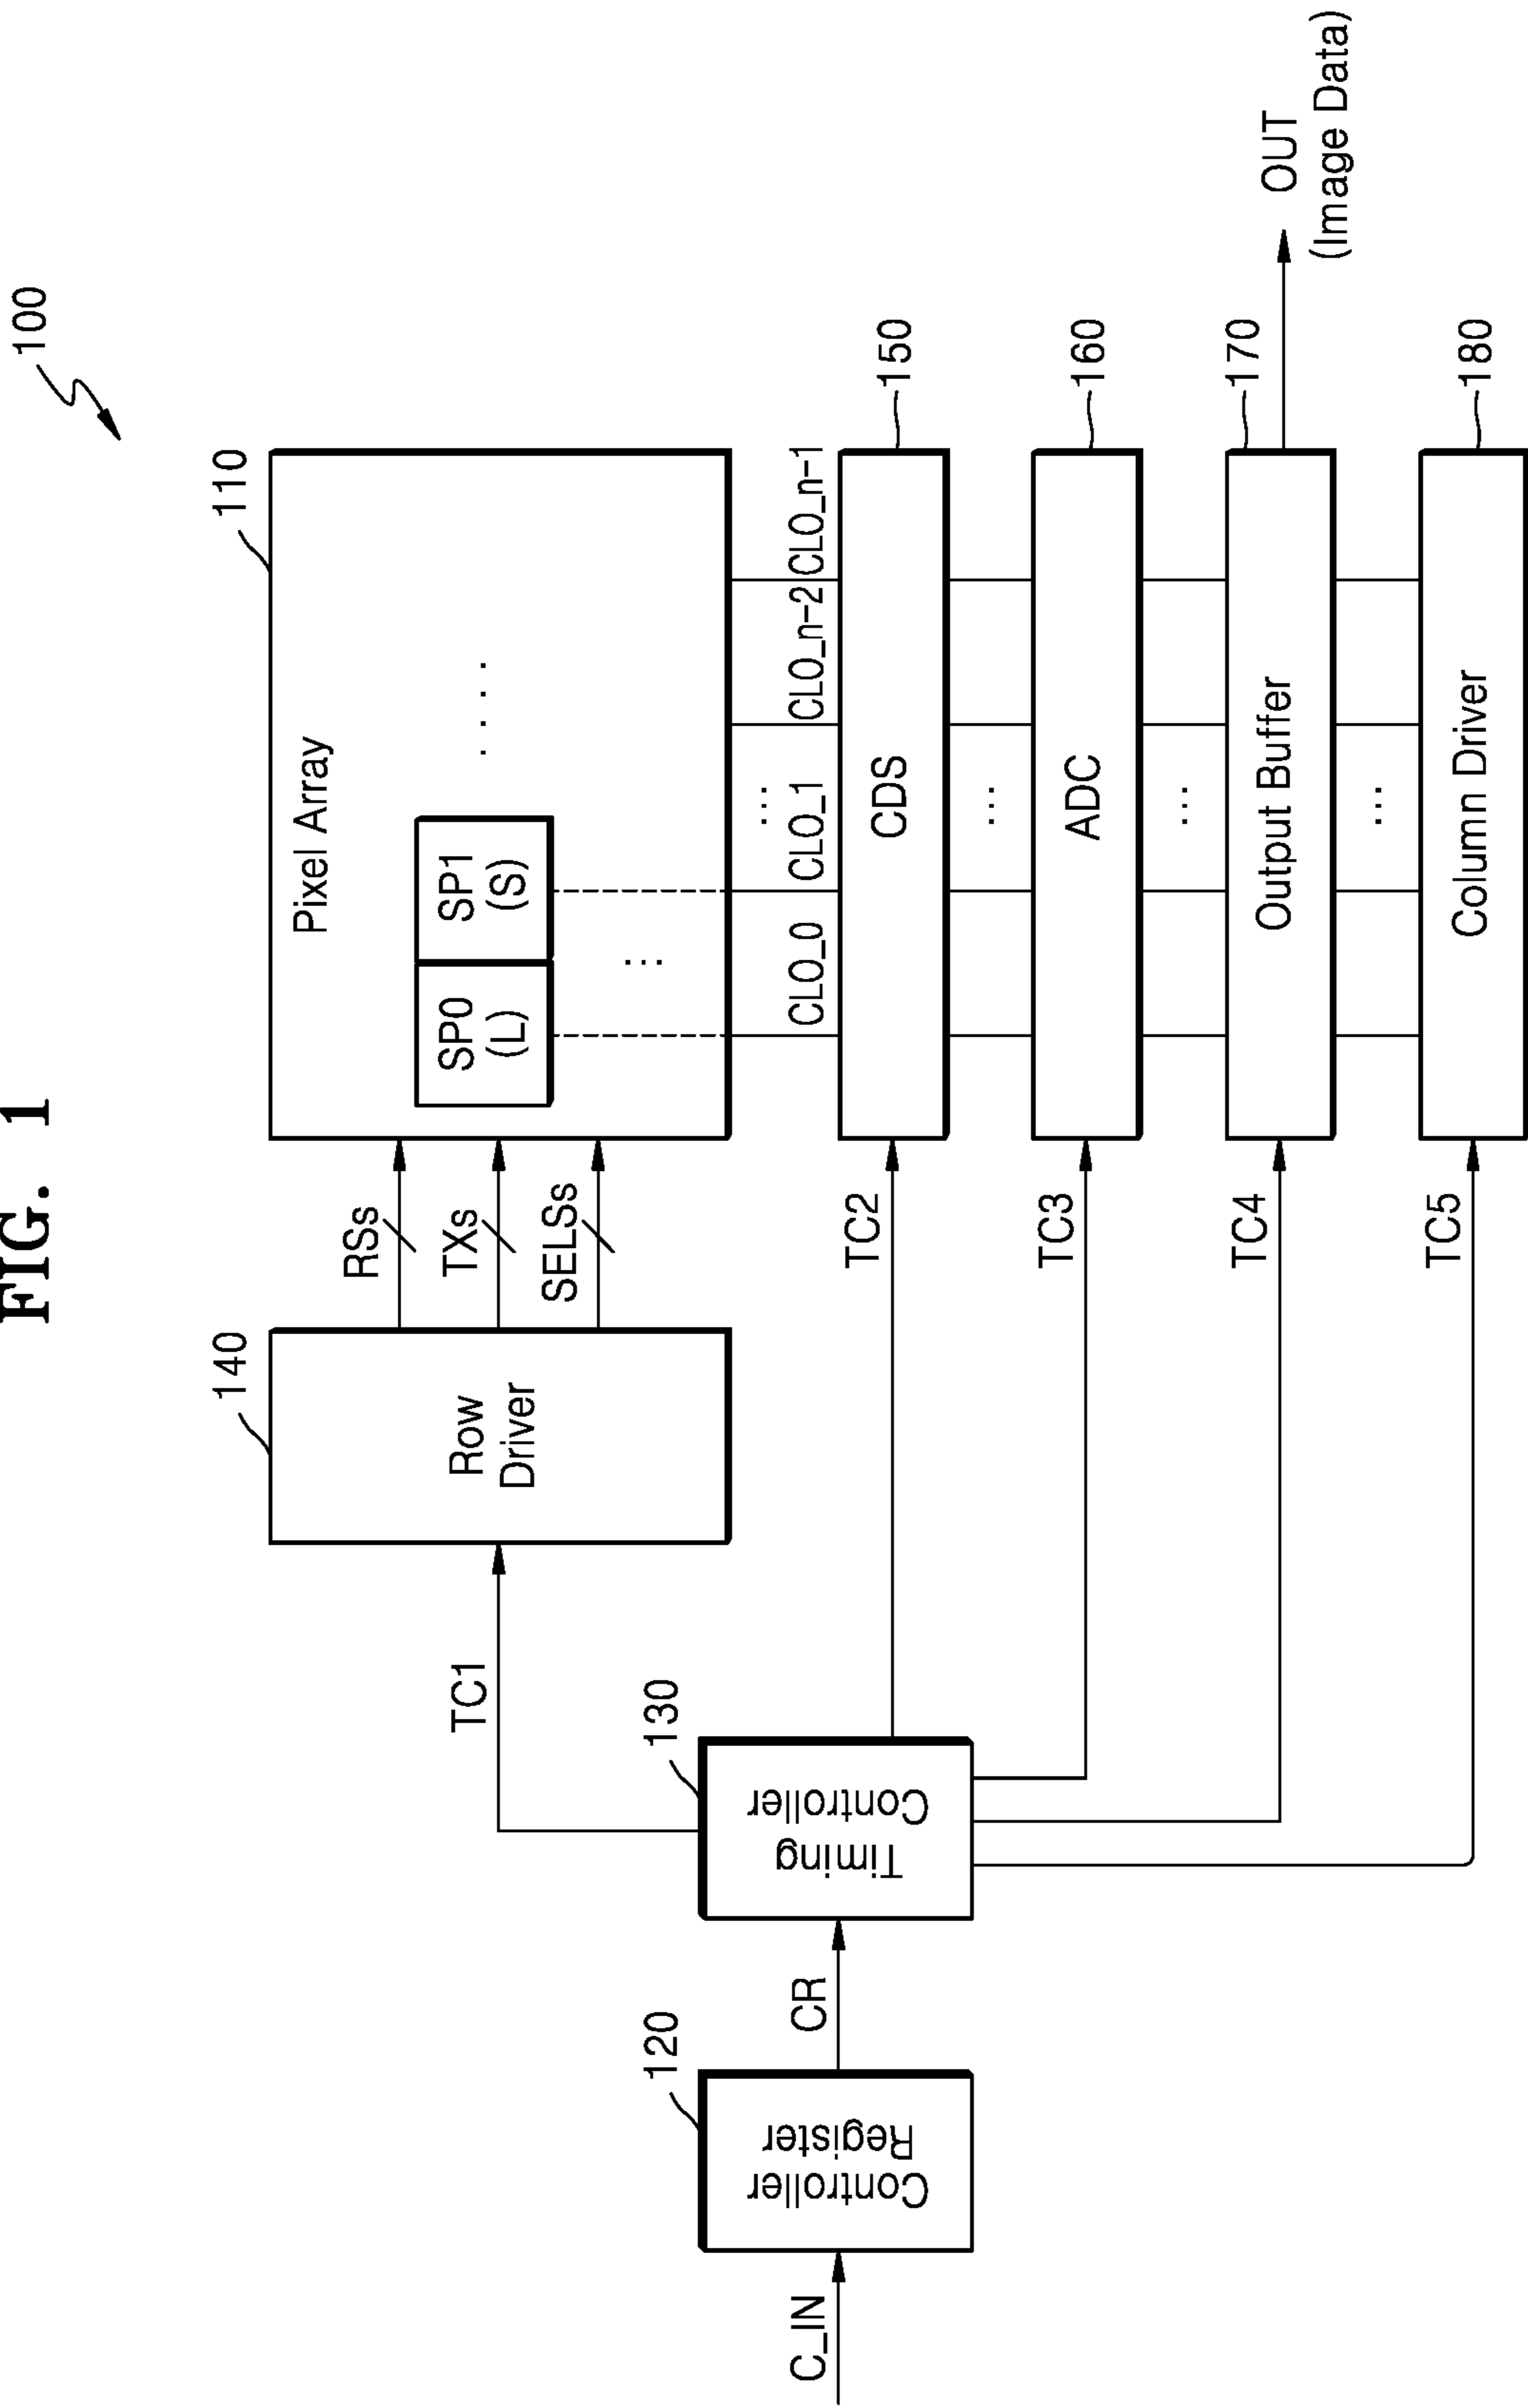 FIG. 1
100
110
Pixel Array
SP0
(L)
SP1
(S)
. . . .
...
140
Row
Driver
RSs
TXs
SELSs
TC1
C_IN
120
Controller
Register
CR
130
Timing
Controller
CLO_0
CLO_1
...
CLO_n-2
CLO_n-1
TC2
CDS
150
...
TC3
ADC
160
...
TC4
Output Buffer
170
OUT
(Image Data)
...
TC5
Column Driver
180